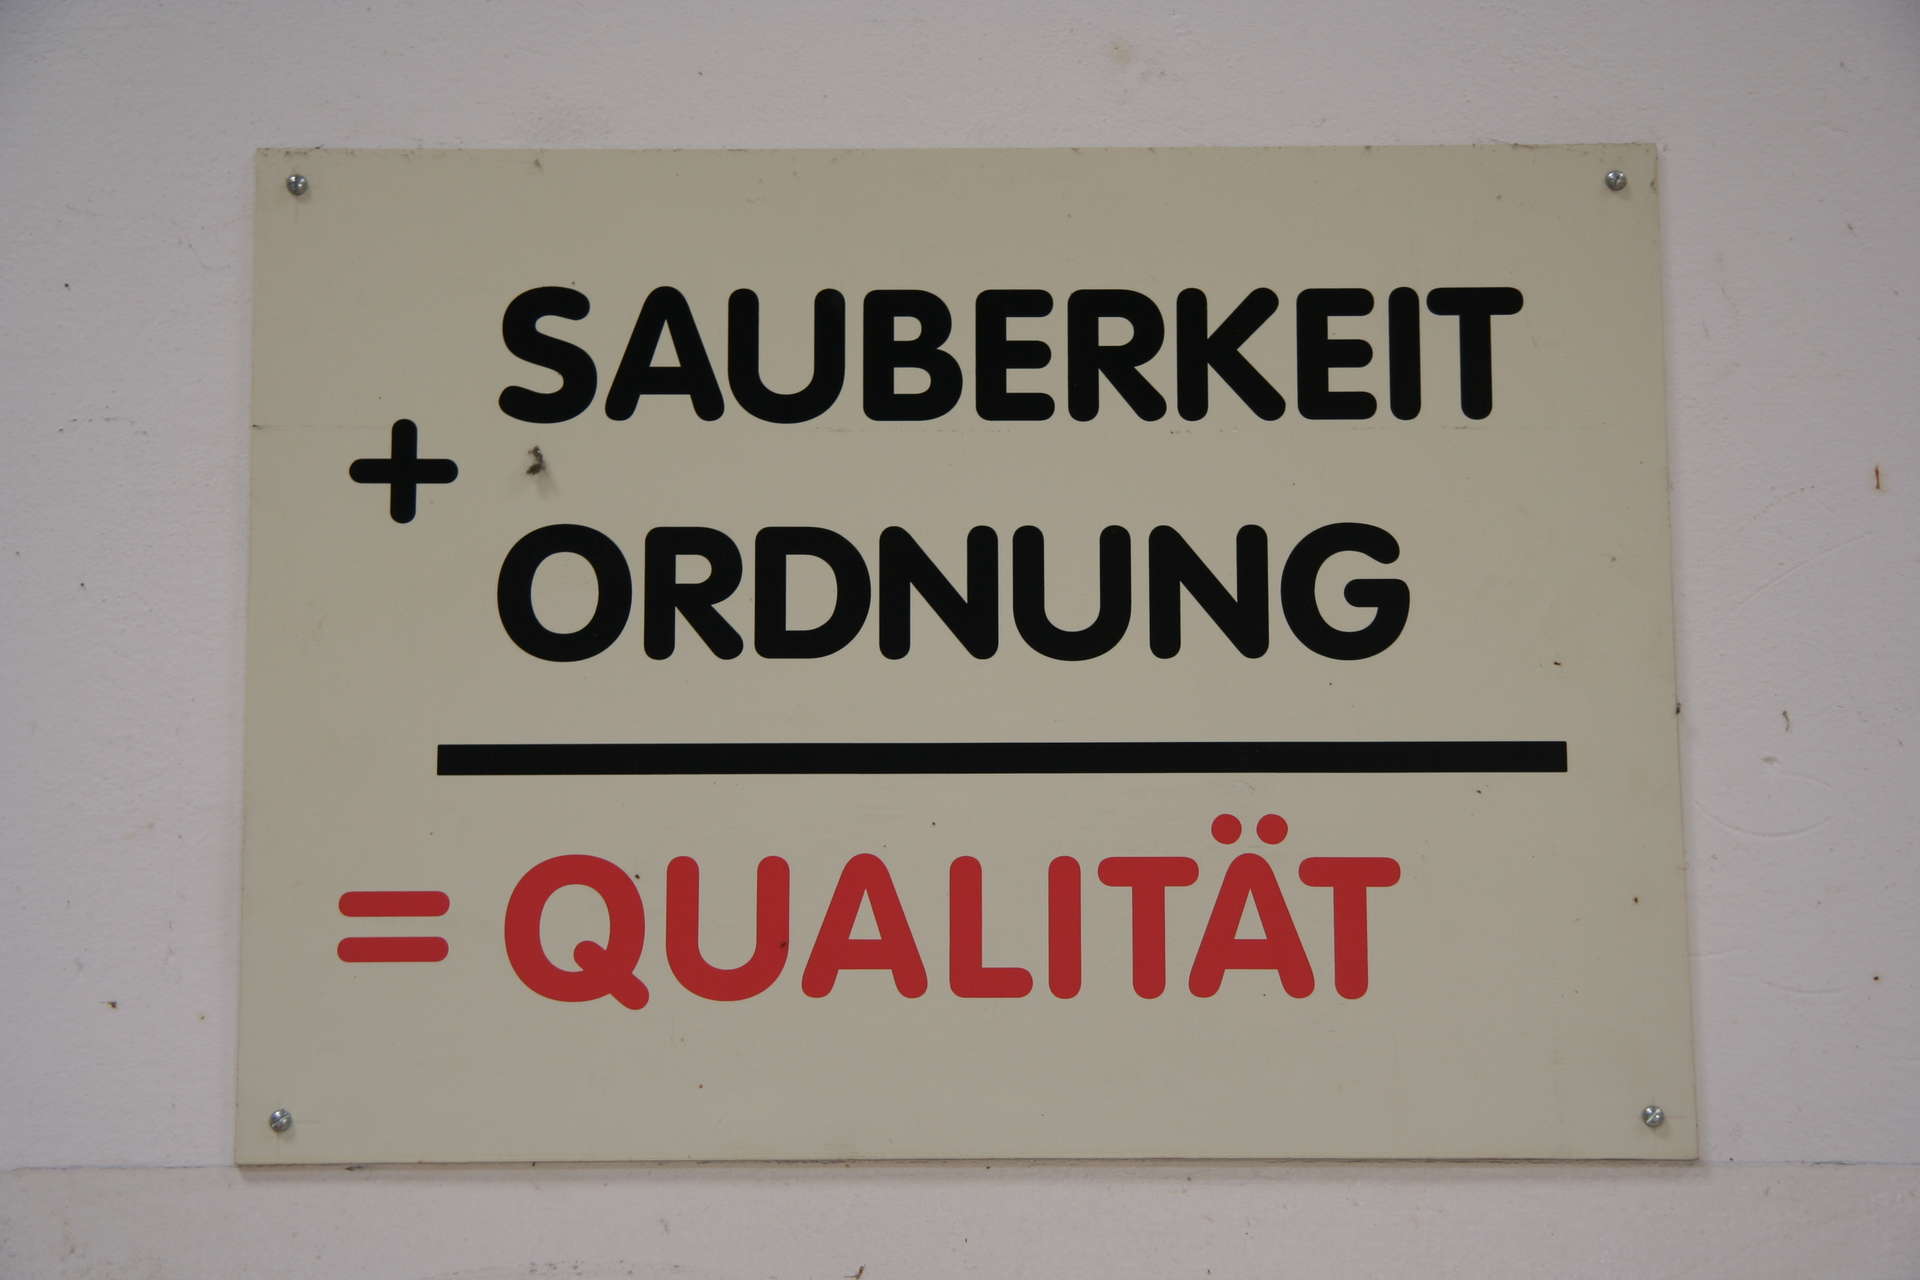 SAUBERKEIT
+
ORDNUNG
= QUALITÄT